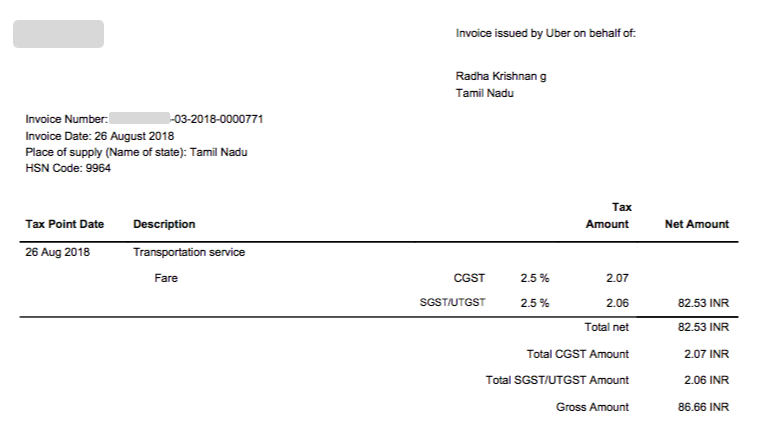 Invoice issued by Uber on behalf of:
Radha Krishnan g
Tamil Nadu
Invoice Number: -03-2018-0000771
Invoice Date: 26 August 2018
Place of supply (Name of state): Tamil Nadu
HSN Code: 9964
Tax Point Date Description Tax Amount Net Amount
26 Aug 2018 Transportation service
Fare CGST 2.5 % 2.07
SGST/UTGST 2.5 % 2.06 82.53 INR
Total net 82.53 INR
Total CGST Amount 2.07 INR
Total SGST/UTGST Amount 2.06 INR
Gross Amount 86.66 INR